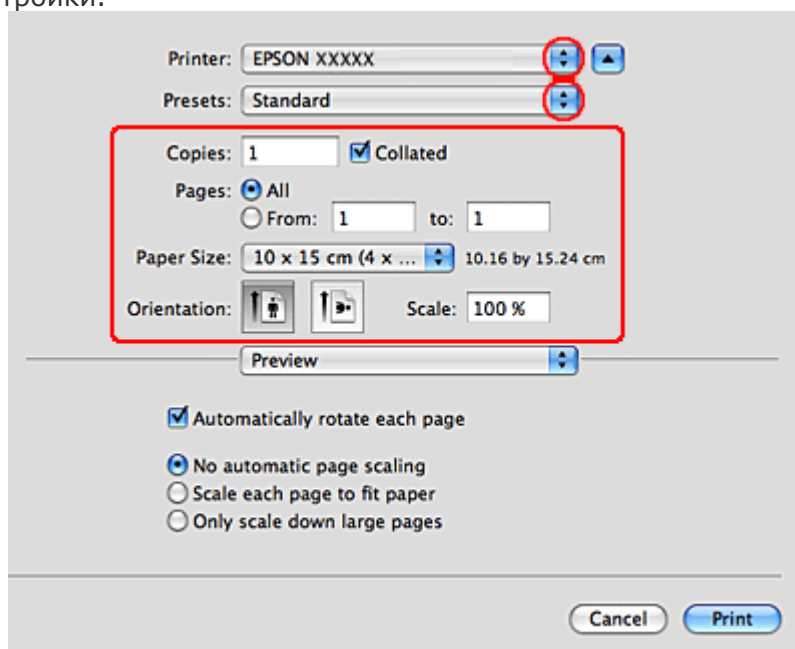 тройки.
Printer: EPSON XXXXX
Presets: Standard
Copies: 1 Collated
Pages: All
From: 1 to: 1
Paper Size: 10 x 15 cm (4 x ... 10.16 by 15.24 cm
Orientation: Scale: 100 %
Preview
Automatically rotate each page
No automatic page scaling
Scale each page to fit paper
Only scale down large pages
Cancel Print